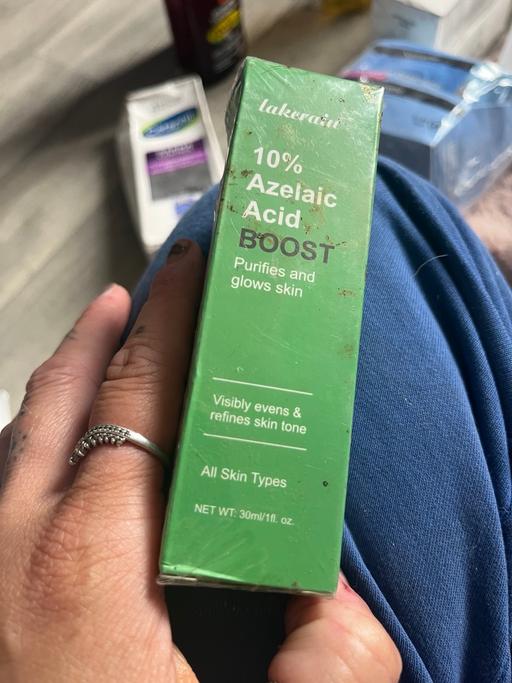 lakerain
10%
Azelaic
Acid
BOOST
Purifies and
glows skin
Visibly evens &
refines skin tone
All Skin Types
NET WT: 30ml/1fl. oz.
Cetaphil